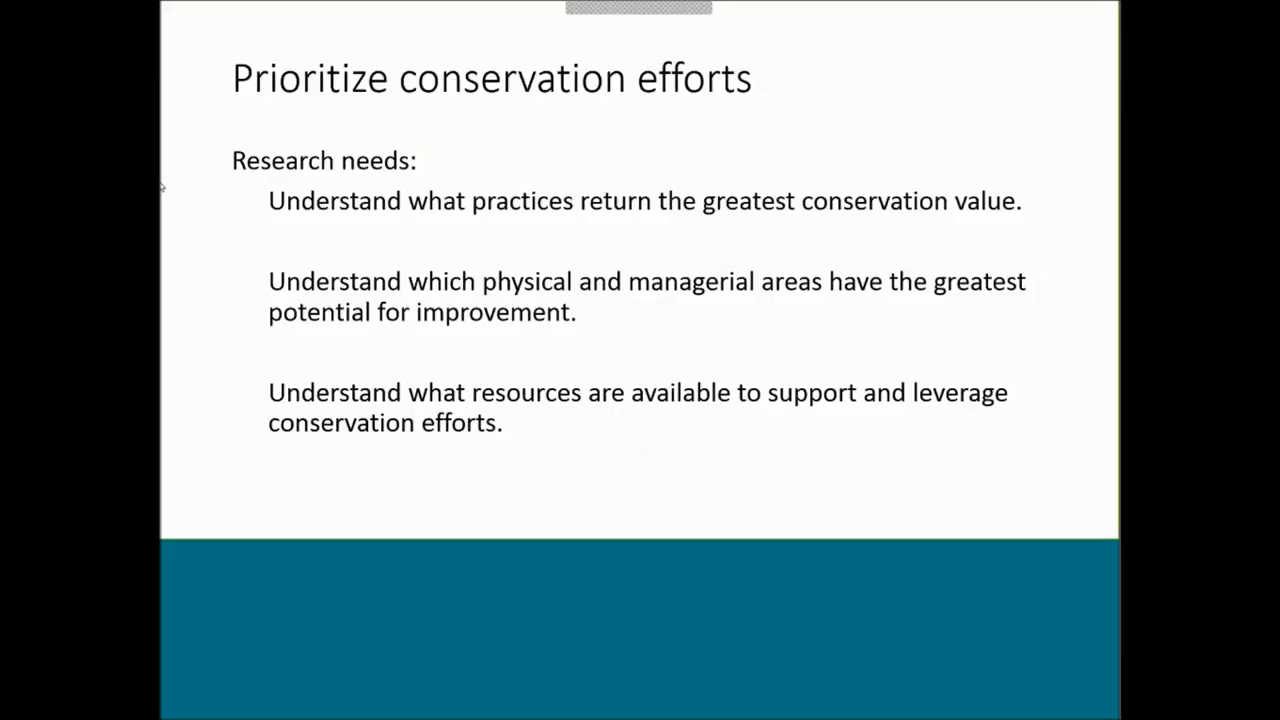 Prioritize conservation efforts
Research needs:
Understand what practices return the greatest conservation value.
Understand which physical and managerial areas have the greatest
potential for improvement.
Understand what resources are available to support and leverage
conservation efforts.